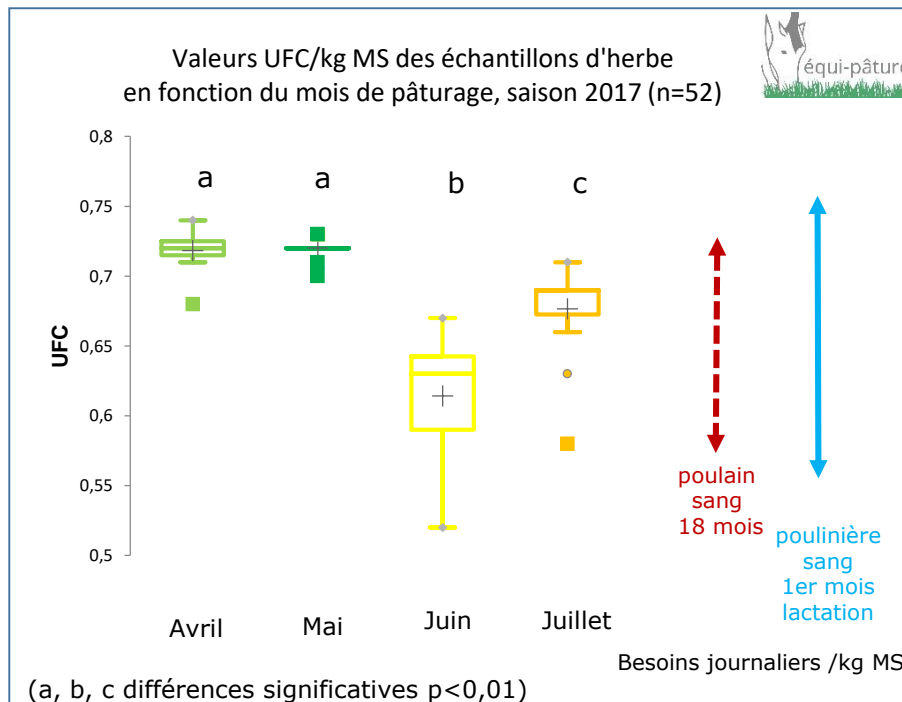 Valeurs UFC/kg MS des échantillons d'herbe
en fonction du mois de pâturage, saison 2017 (n=52)
équi-pâture
0,8
0,75
0,7
0,65
0,6
0,55
0,5
UFC
a
a
b
c
Avril
Mai
Juin
Juillet
poulain
sang
18 mois
poulinière
sang
1er mois
lactation
Besoins journaliers /kg MS
(a, b, c différences significatives p<0,01)